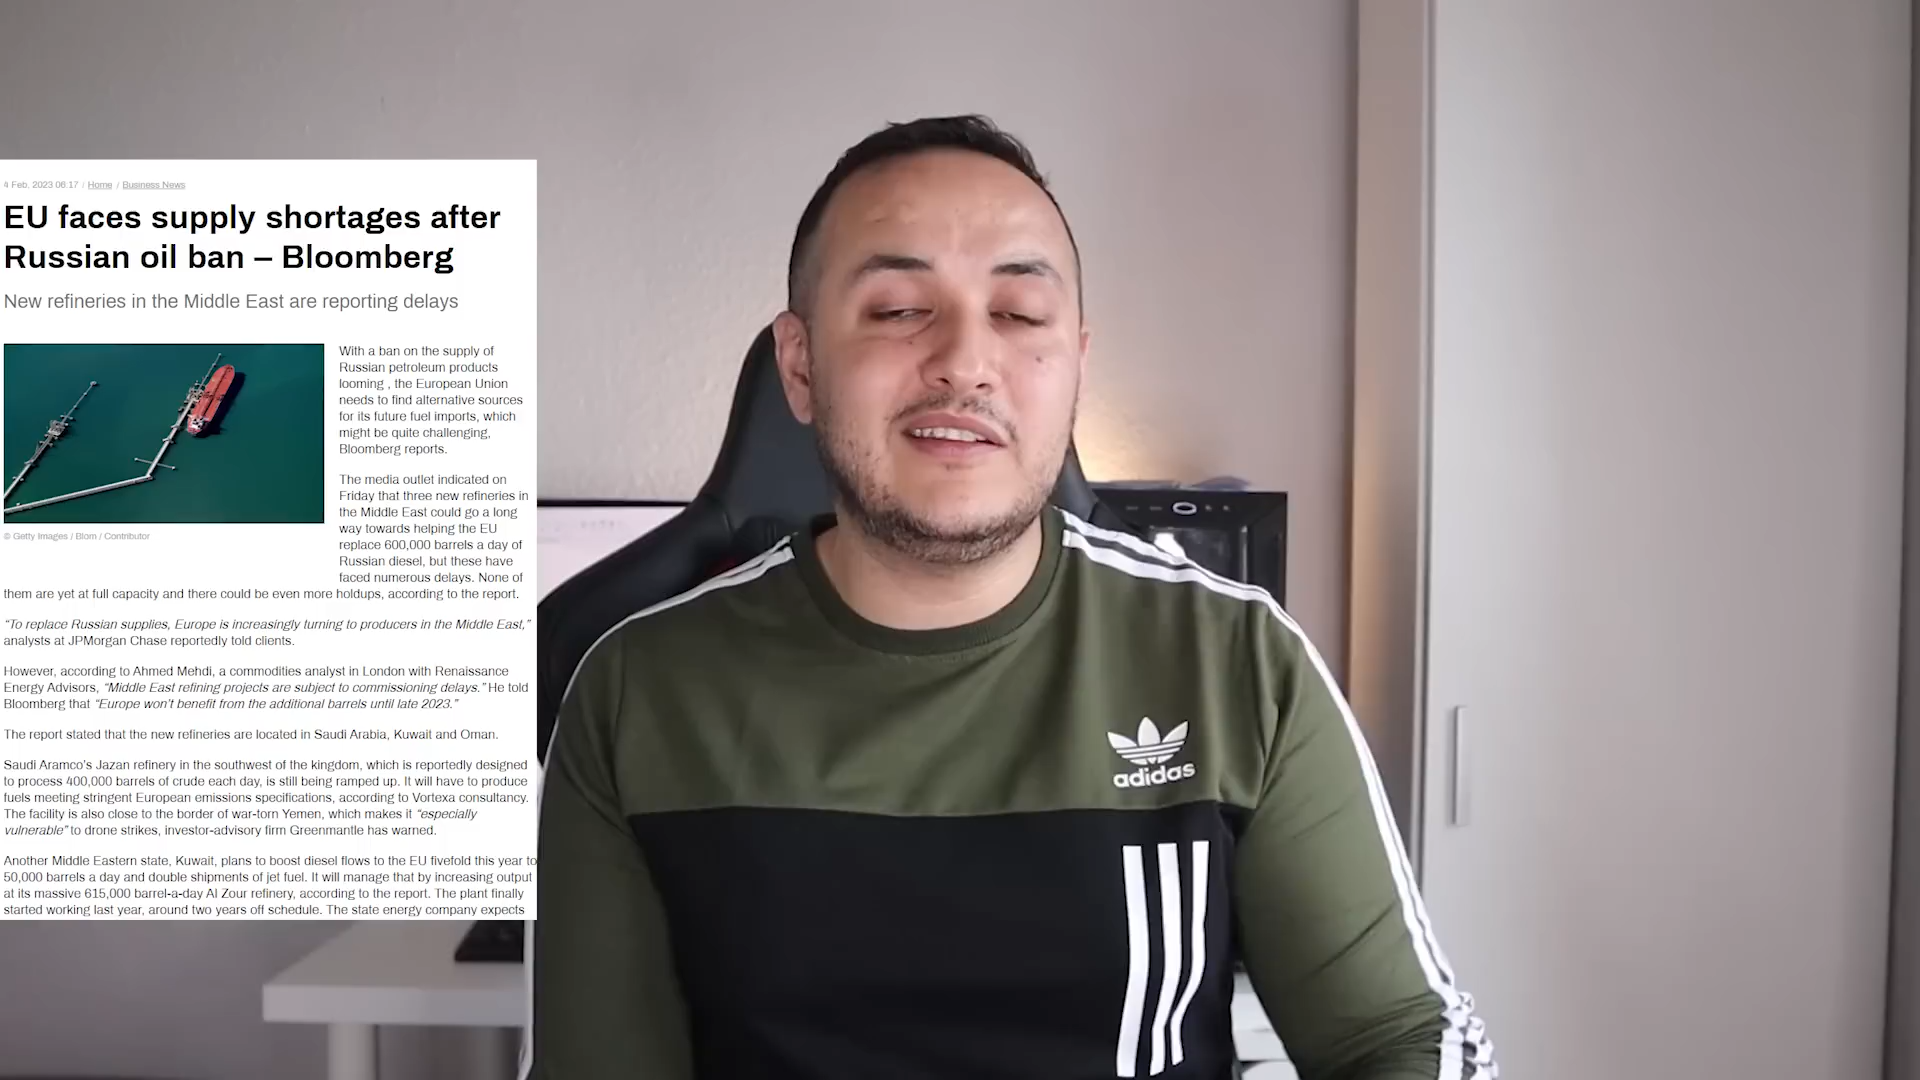 4 Feb, 2023 06:17 / Home / Business News
EU faces supply shortages after
Russian oil ban – Bloomberg
New refineries in the Middle East are reporting delays
With a ban on the supply of
Russian petroleum products
looming , the European Union
needs to find alternative sources
for its future fuel imports, which
might be quite challenging,
Bloomberg reports.
The media outlet indicated on
Friday that three new refineries in
the Middle East could go a long
way towards helping the EU
replace 600,000 barrels a day of
Russian diesel, but these have
faced numerous delays. None of
© Getty Images / Blom / Contributor
them are yet at full capacity and there could be even more holdups, according to the report.
“To replace Russian supplies, Europe is increasingly turning to producers in the Middle East,”
analysts at JPMorgan Chase reportedly told clients.
However, according to Ahmed Mehdi, a commodities analyst in London with Renaissance
Energy Advisors, “Middle East refining projects are subject to commissioning delays.” He told
Bloomberg that “Europe won’t benefit from the additional barrels until late 2023.”
The report stated that the new refineries are located in Saudi Arabia, Kuwait and Oman.
Saudi Aramco’s Jazan refinery in the southwest of the kingdom, which is reportedly designed
to process 400,000 barrels of crude each day, is still being ramped up. It will have to produce
fuels meeting stringent European emissions specifications, according to Vortexa consultancy.
The facility is also close to the border of war-torn Yemen, which makes it “especially
vulnerable” to drone strikes, investor-advisory firm Greenmantle has warned.
Another Middle Eastern state, Kuwait, plans to boost diesel flows to the EU fivefold this year to
50,000 barrels a day and double shipments of jet fuel. It will manage that by increasing output
at its massive 615,000 barrel-a-day Al Zour refinery, according to the report. The plant finally
started working last year, around two years off schedule. The state energy company expects
adidas